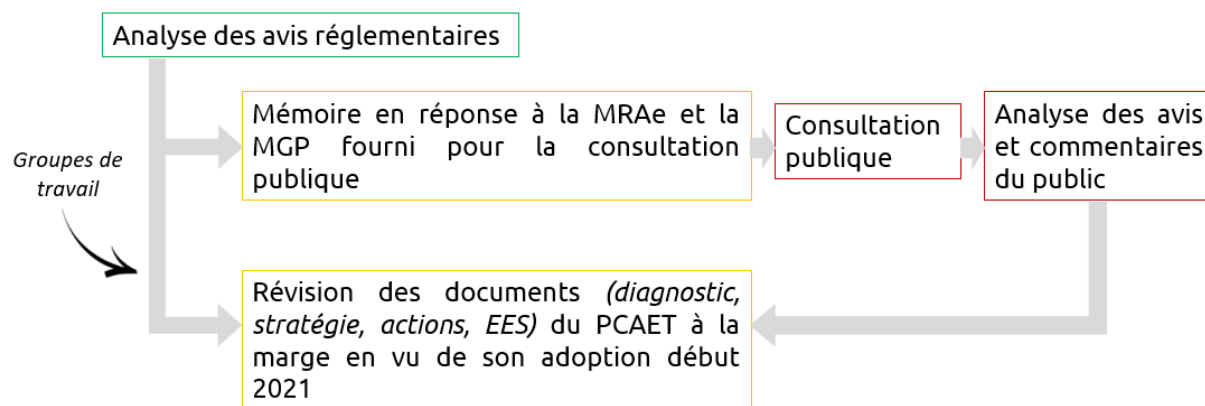 Analyse des avis réglementaires
Mémoire en réponse à la MRAe et la
MGP fourni pour la consultation
publique
Consultation
publique
Analyse des avis
et commentaires
du public
Groupes de
travail
Révision des documents (diagnostic,
stratégie, actions, EES) du PCAET à la
marge en vu de son adoption début
2021